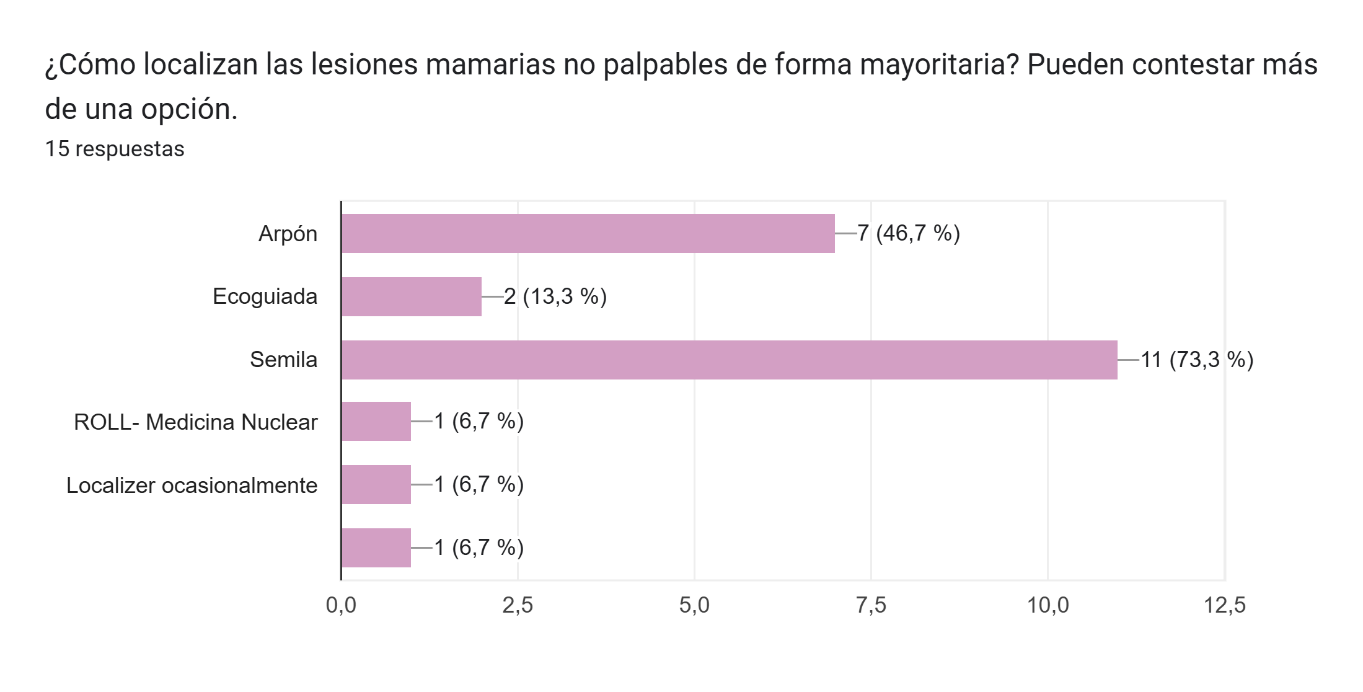 ¿Cómo localizan las lesiones mamarias no palpables de forma mayoritaria? Pueden contestar más
de una opción.
15 respuestas
Arpón
7 (46,7 %)
Ecoguiada
2 (13,3 %)
Semila
11 (73,3 %)
ROLL- Medicina Nuclear
1 (6,7 %)
Localizer ocasionalmente
1 (6,7 %)
1 (6,7 %)
0,0 2,5 5,0 7,5 10,0 12,5